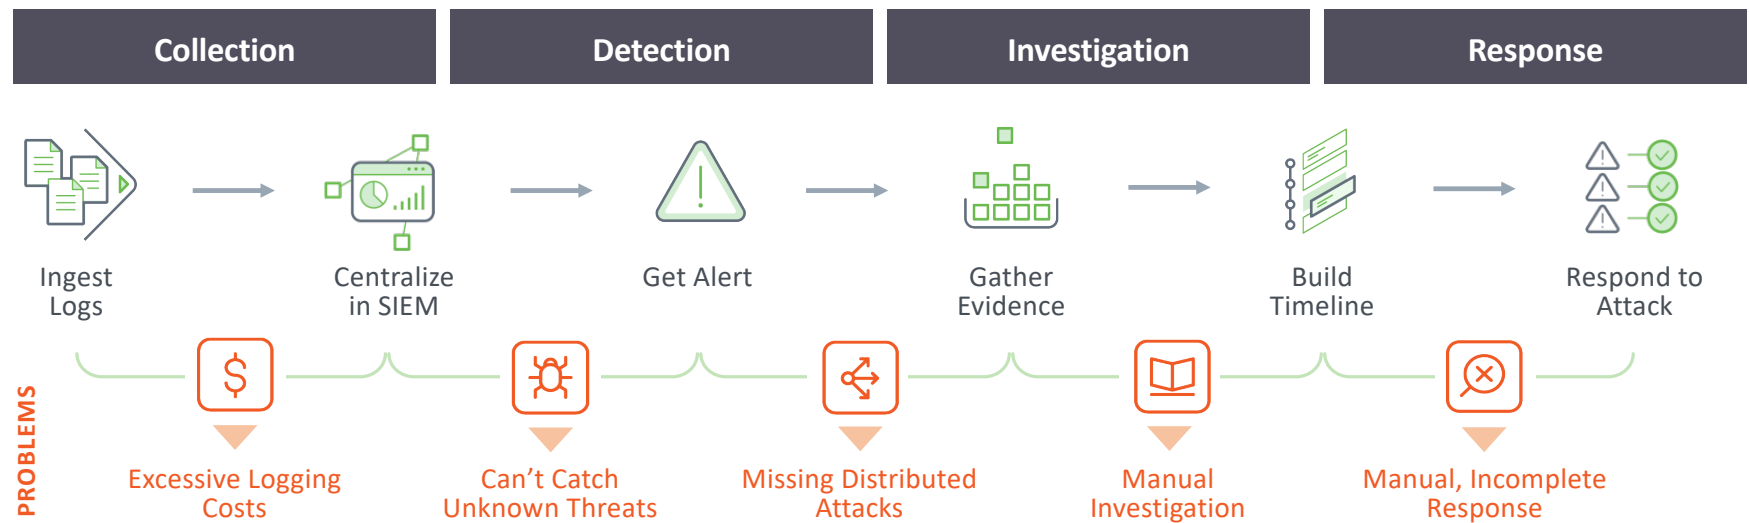 Collection
Detection
Investigation
Response
Ingest
Logs
Centralize
in SIEM
Get Alert
Gather
Evidence
Build
Timeline
Respond to
Attack
PROBLEMS
Excessive Logging
Costs
Can’t Catch
Unknown Threats
Missing Distributed
Attacks
Manual
Investigation
Manual, Incomplete
Response